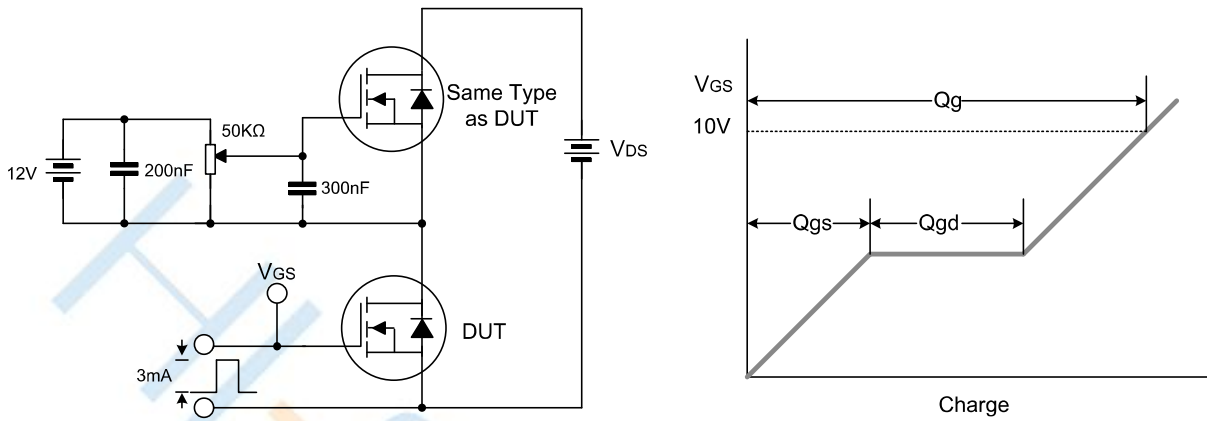 50KΩ
Same Type
as DUT
12V
200nF
300nF
VDS
VGS
DUT
3mA
VGS
10V
Qg
Qgs
Qgd
Charge